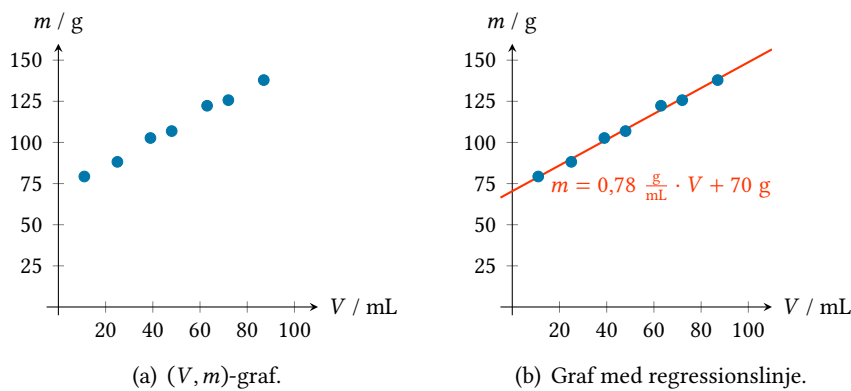 m / g
150
125
100
75
50
25
20 40 60 80 100
V / mL
(a) (V, m)-graf.
m / g
150
125
100
75
50
25
m = 0,78 g/mL · V + 70 g
20 40 60 80 100
V / mL
(b) Graf med regressionslinje.